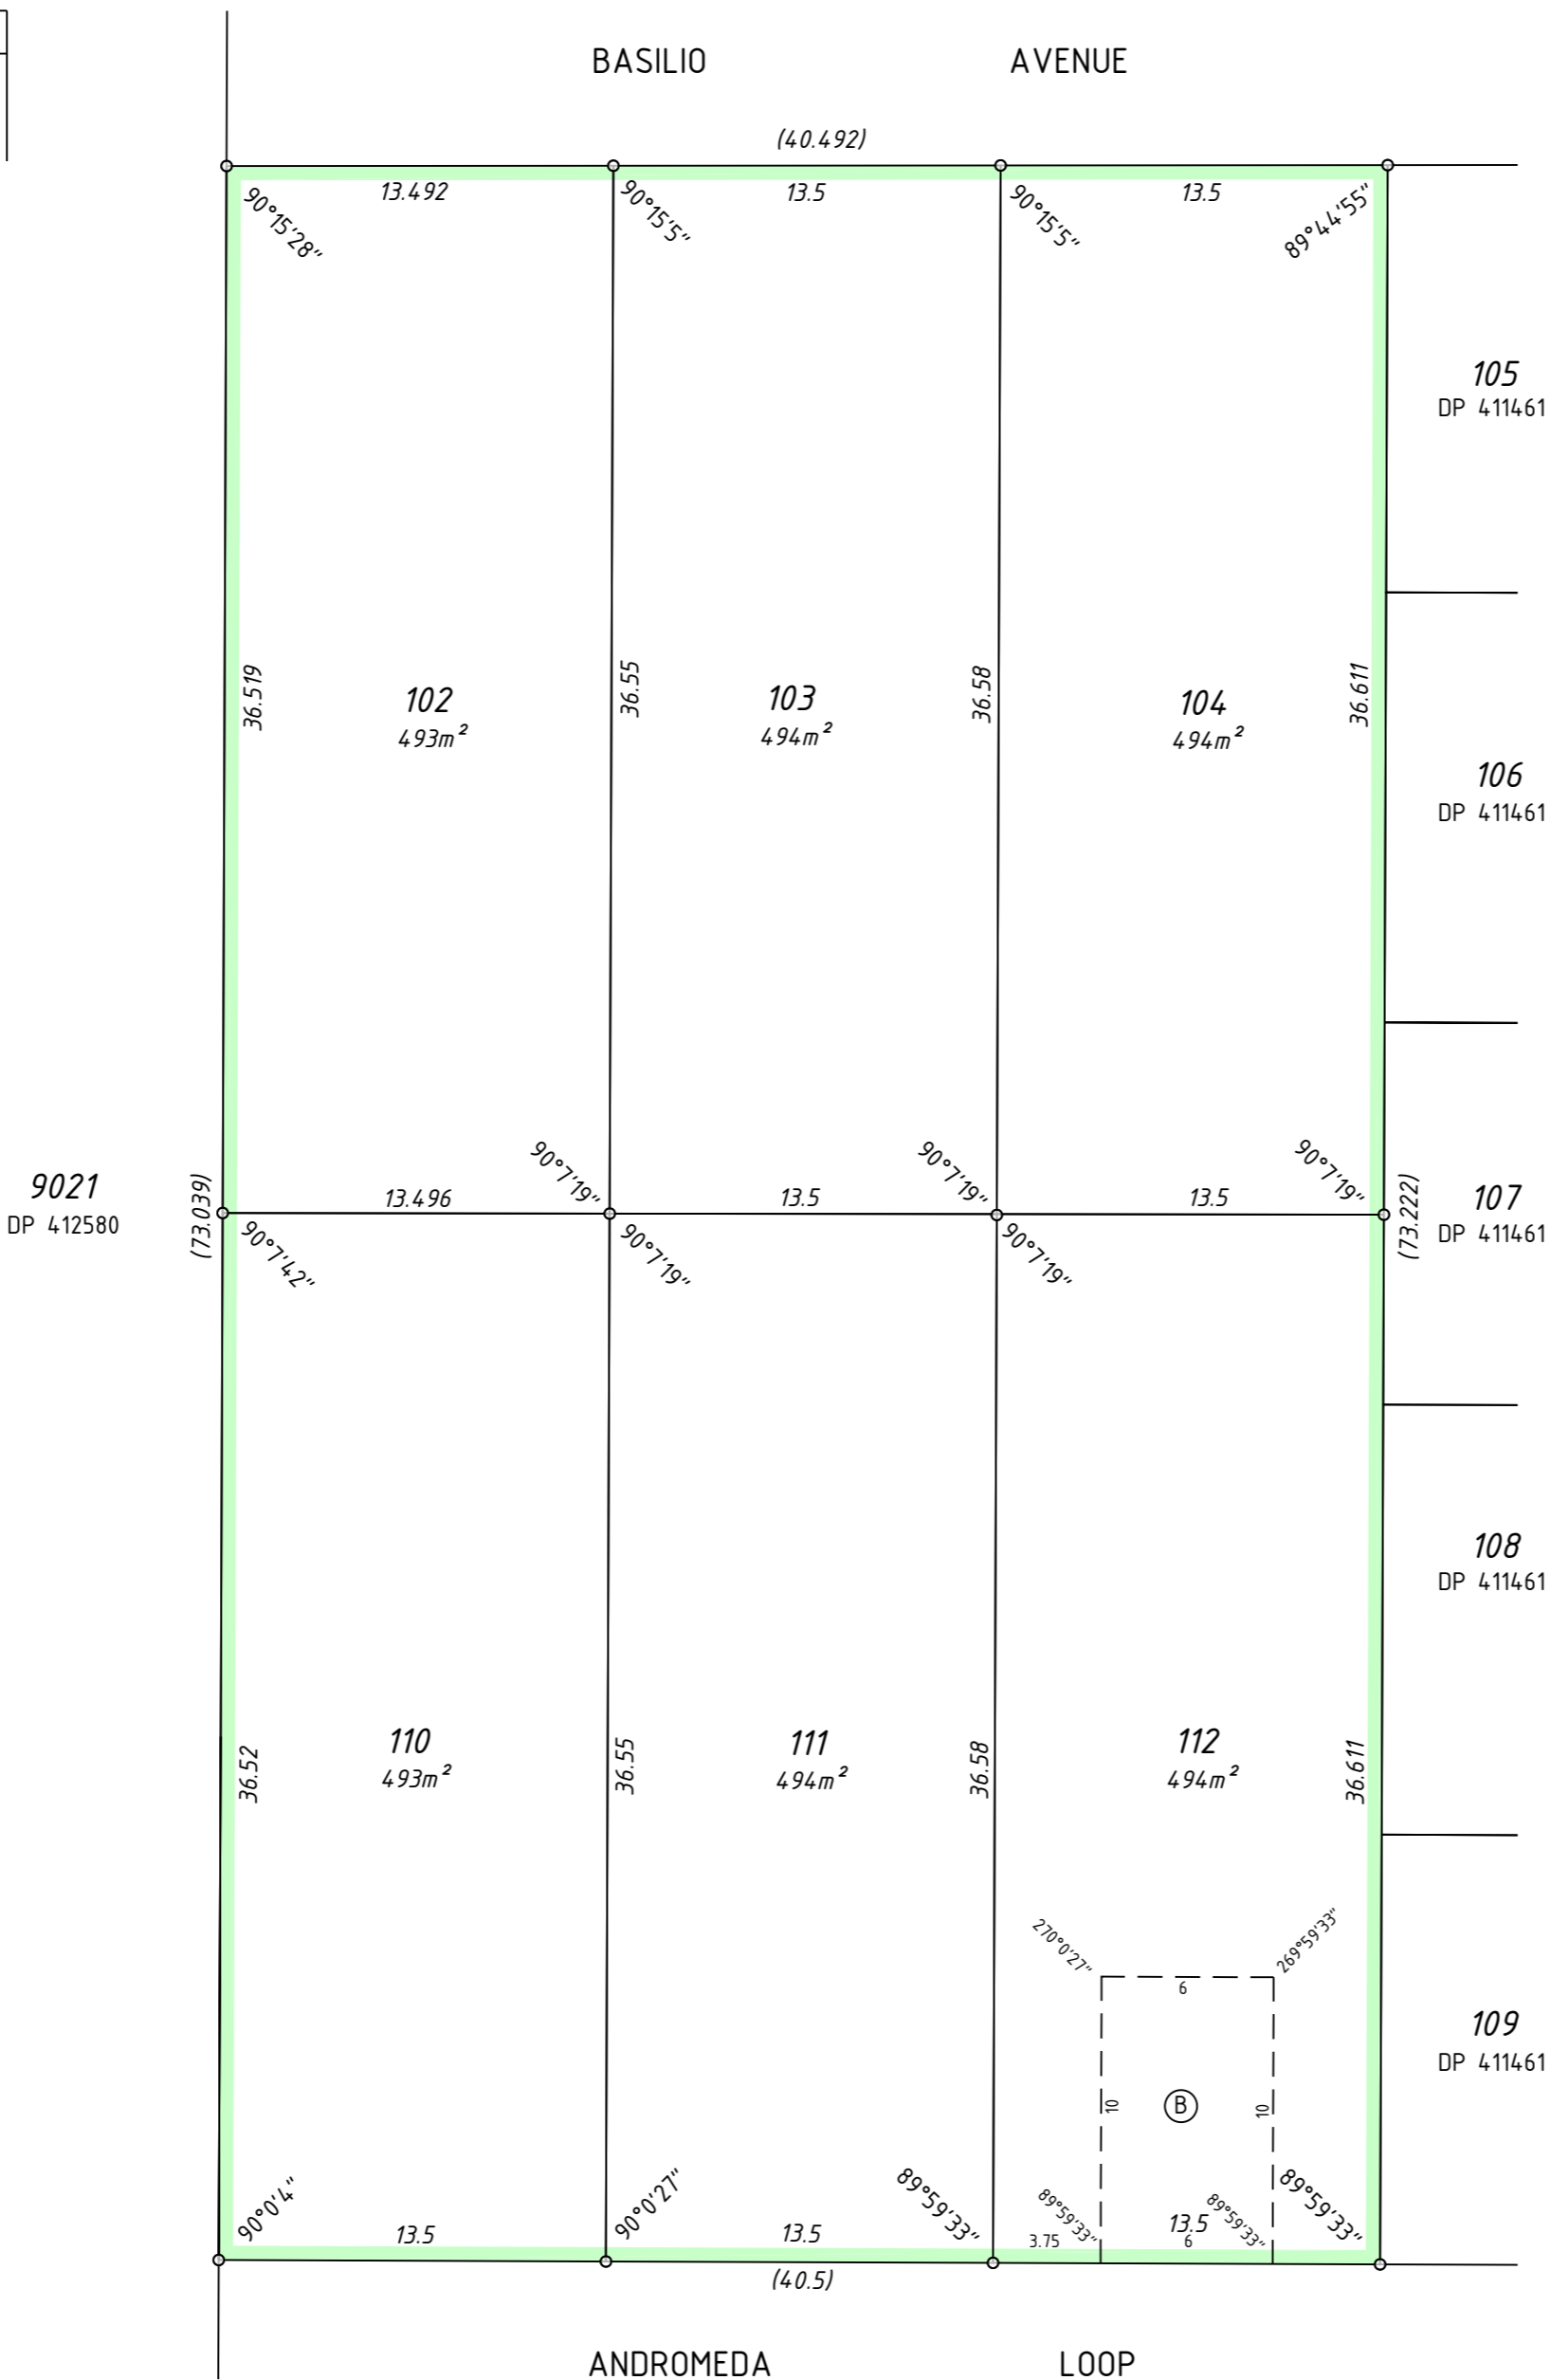 BASILIO AVENUE
(40.492)
13.492 13.5 13.5
90°15'28" 90°15'5" 90°15'5" 89°44'55"
105
DP 411461
36.519 36.55 36.58 36.611
102 103 104
493m² 494m² 494m²
106
DP 411461
90°7'19" 90°7'19" 90°7'19"
9021
DP 412580
(73.039)
13.496 13.5 13.5
(73.222)
107
DP 411461
90°7'42" 90°7'19" 90°7'19"
108
DP 411461
36.52 36.55 36.58 36.611
110 111 112
493m² 494m² 494m²
270°0'27" 269°59'33"
6
109
DP 411461
10 B 10
90°0'4" 90°0'27" 89°59'33" 89°59'33" 89°59'33" 89°59'33"
13.5 13.5 3.75 13.5
6
(40.5)
ANDROMEDA LOOP